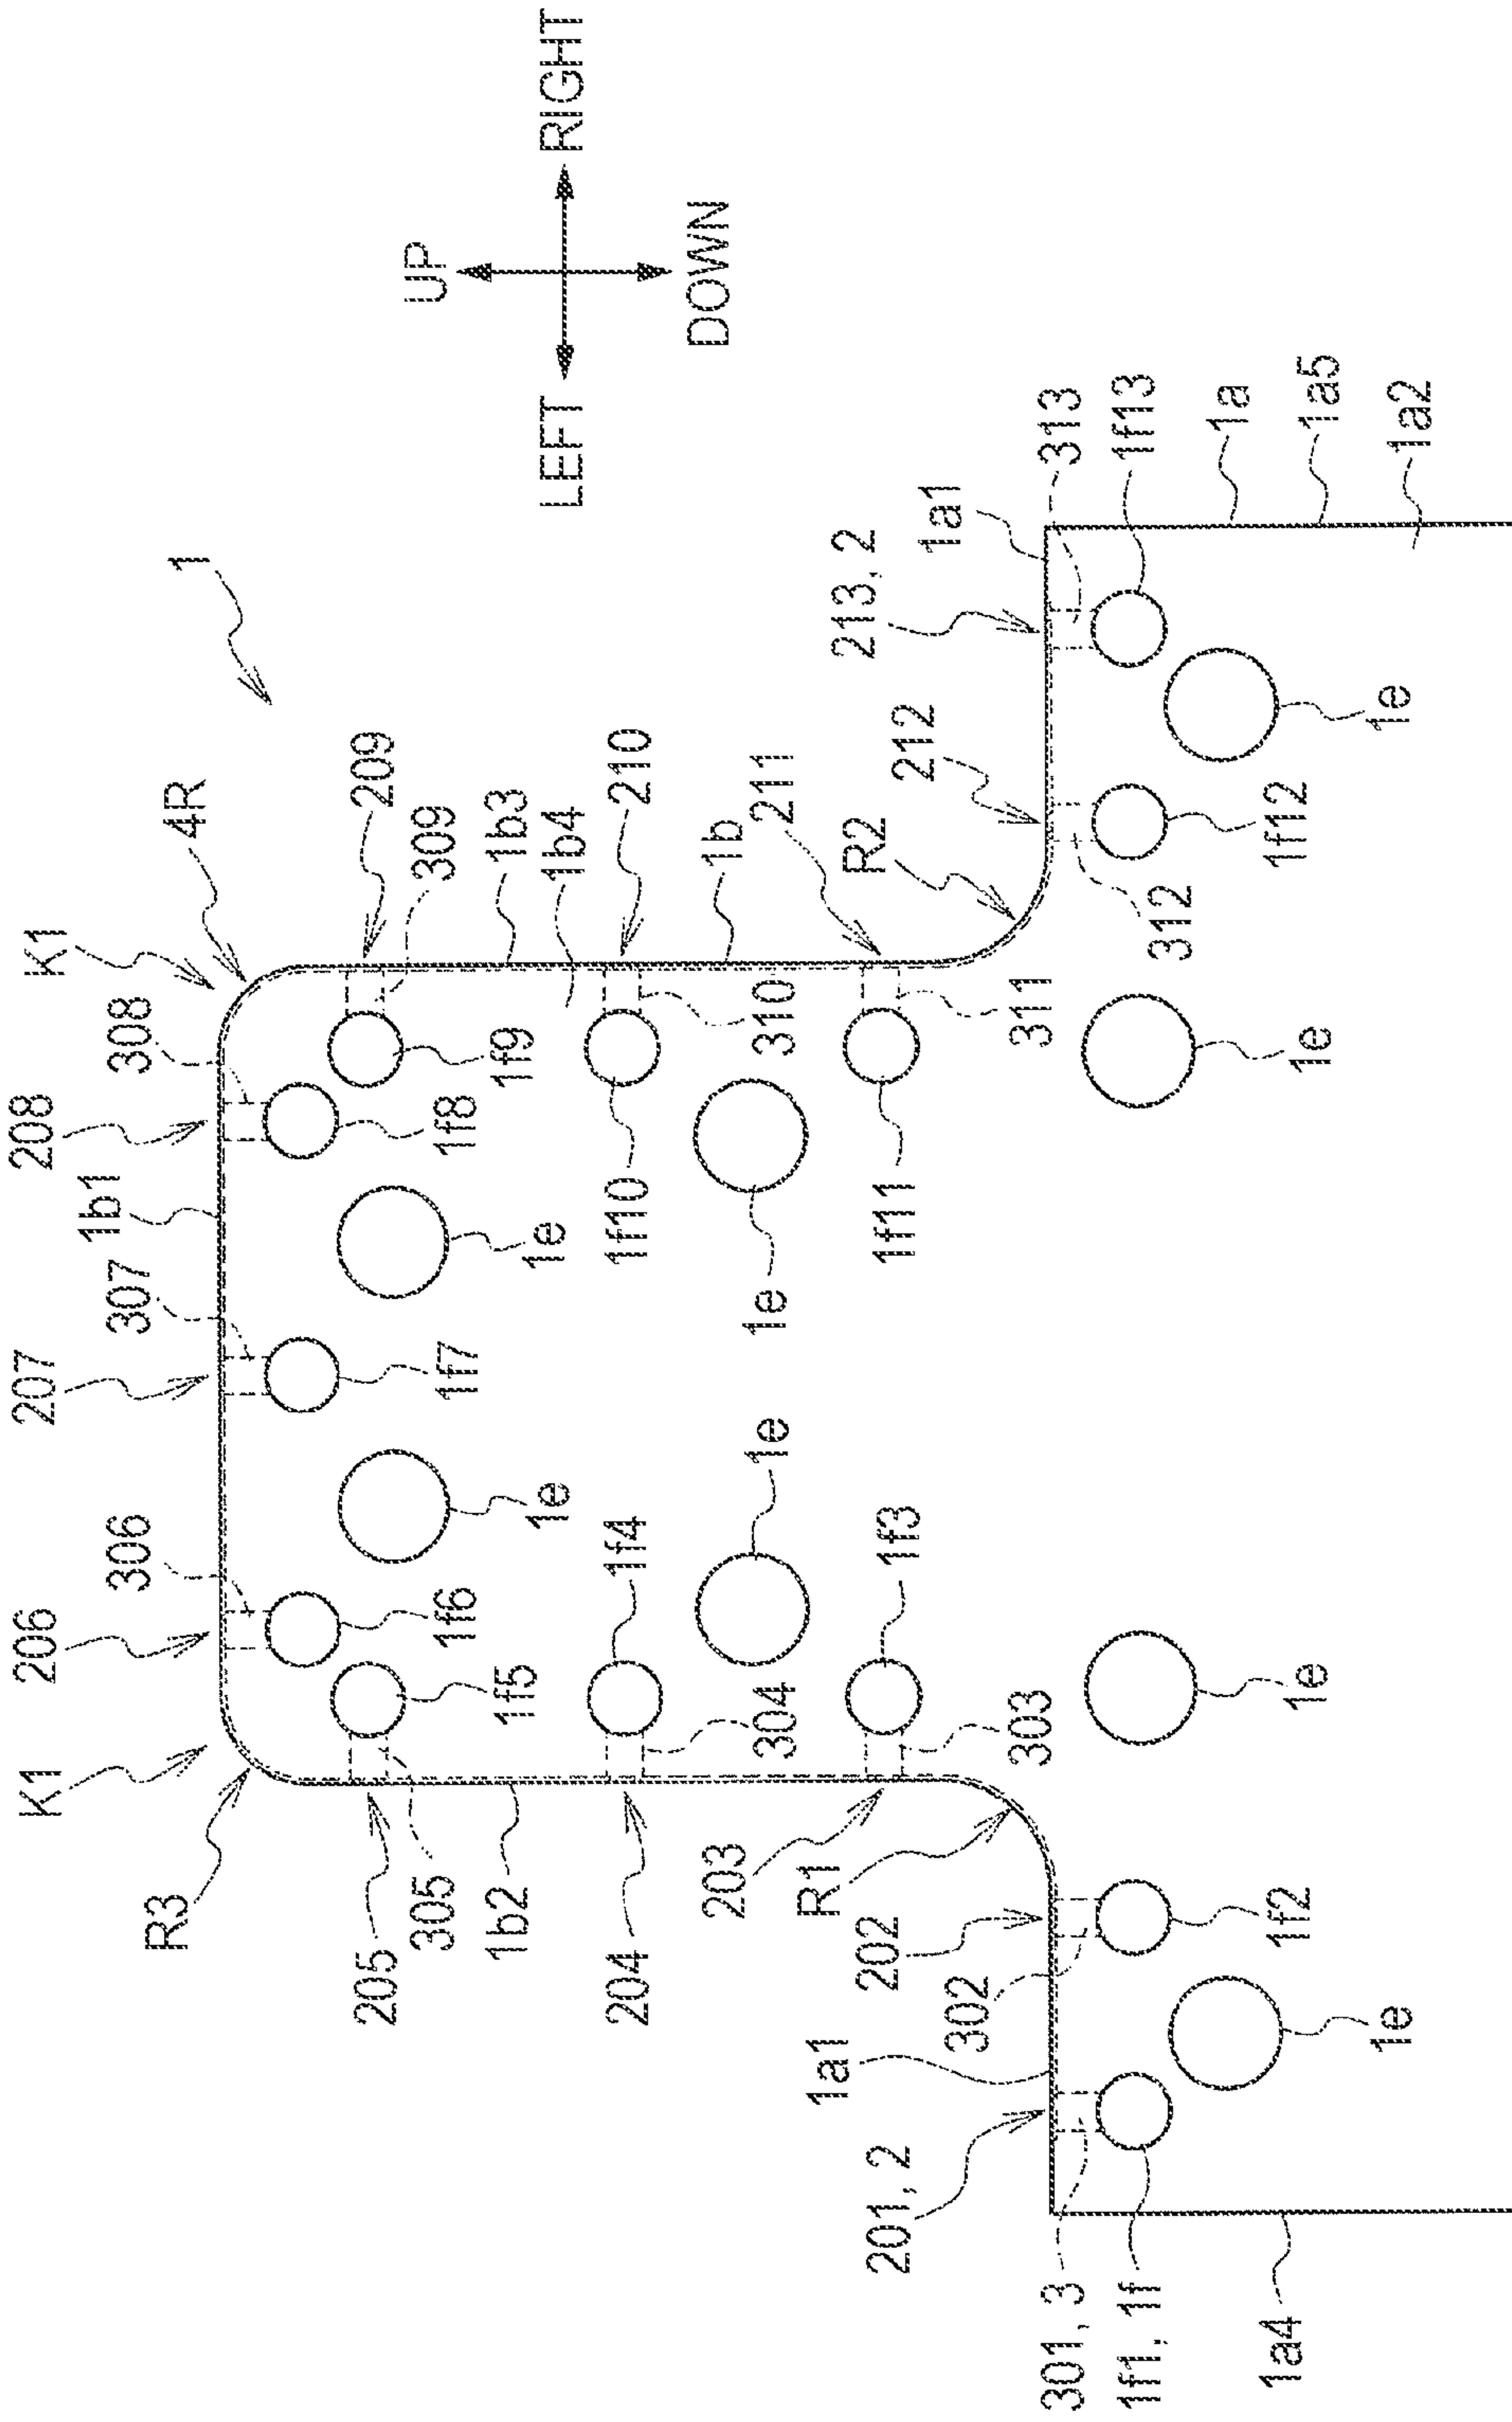 K1
206
207
208
K1
1b1
306
307
308
R3
4R
1
205
209
305
309
UP
1f6
1f7
1f8
1b2
1f5
1f9
1b3
1e
1e
1b4
LEFT
RIGHT
204
1f4
1f10
210
203
1b
DOWN
304
1e
1e
310
211
R1
1a1
R2
213, 2
201, 2
1f3
1f11
212
1a1
202
302
303
311
301, 3
313
1f1, 1f
1f13
312
1a
1a4
1f2
1e
1e
1f12
1a5
1e
1e
1a2